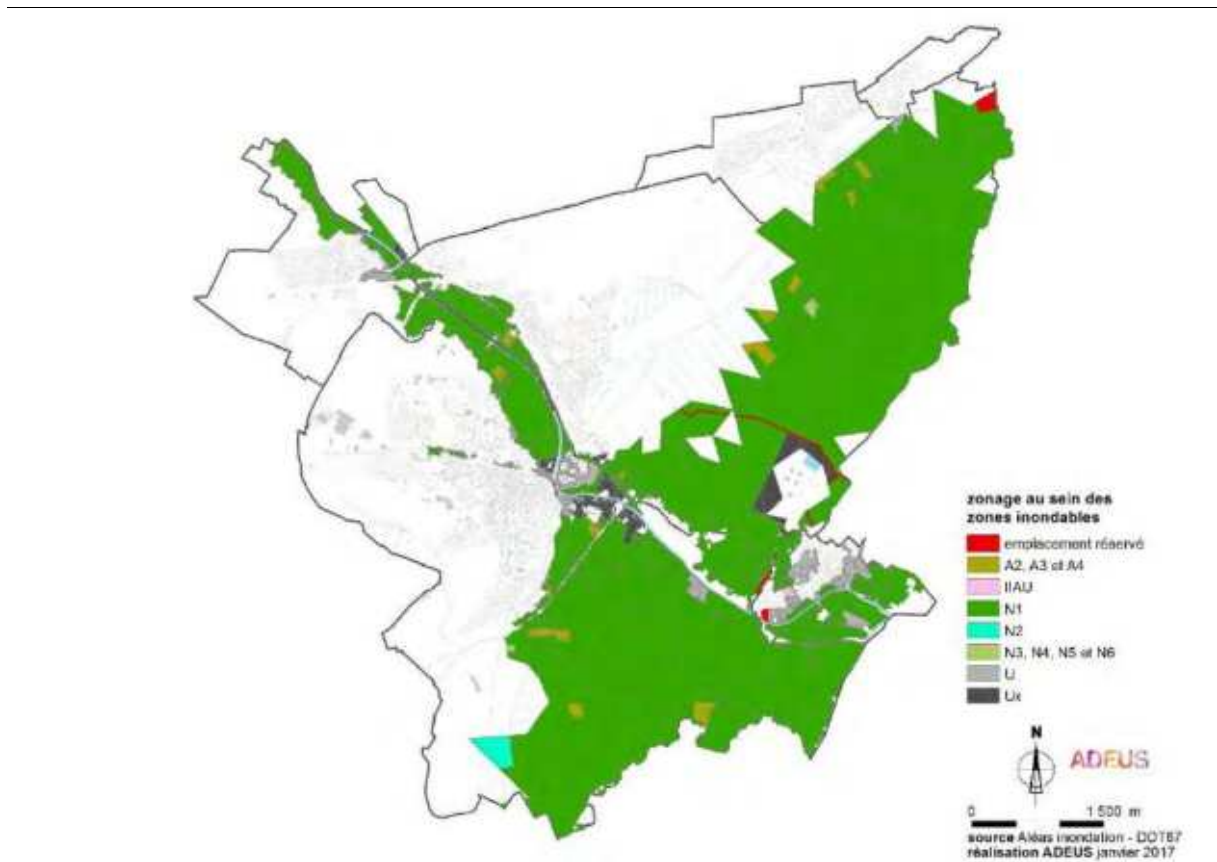 zonage au sein des
zones inondables
emplacement réservé
A2, A3 et A4
IIAU
N1
N2
N3, N4, N5 et N6
U
Ux
N
ADEUS
0 1 500 m
source Aléas inondation - DDT67
réalisation ADEUS janvier 2017